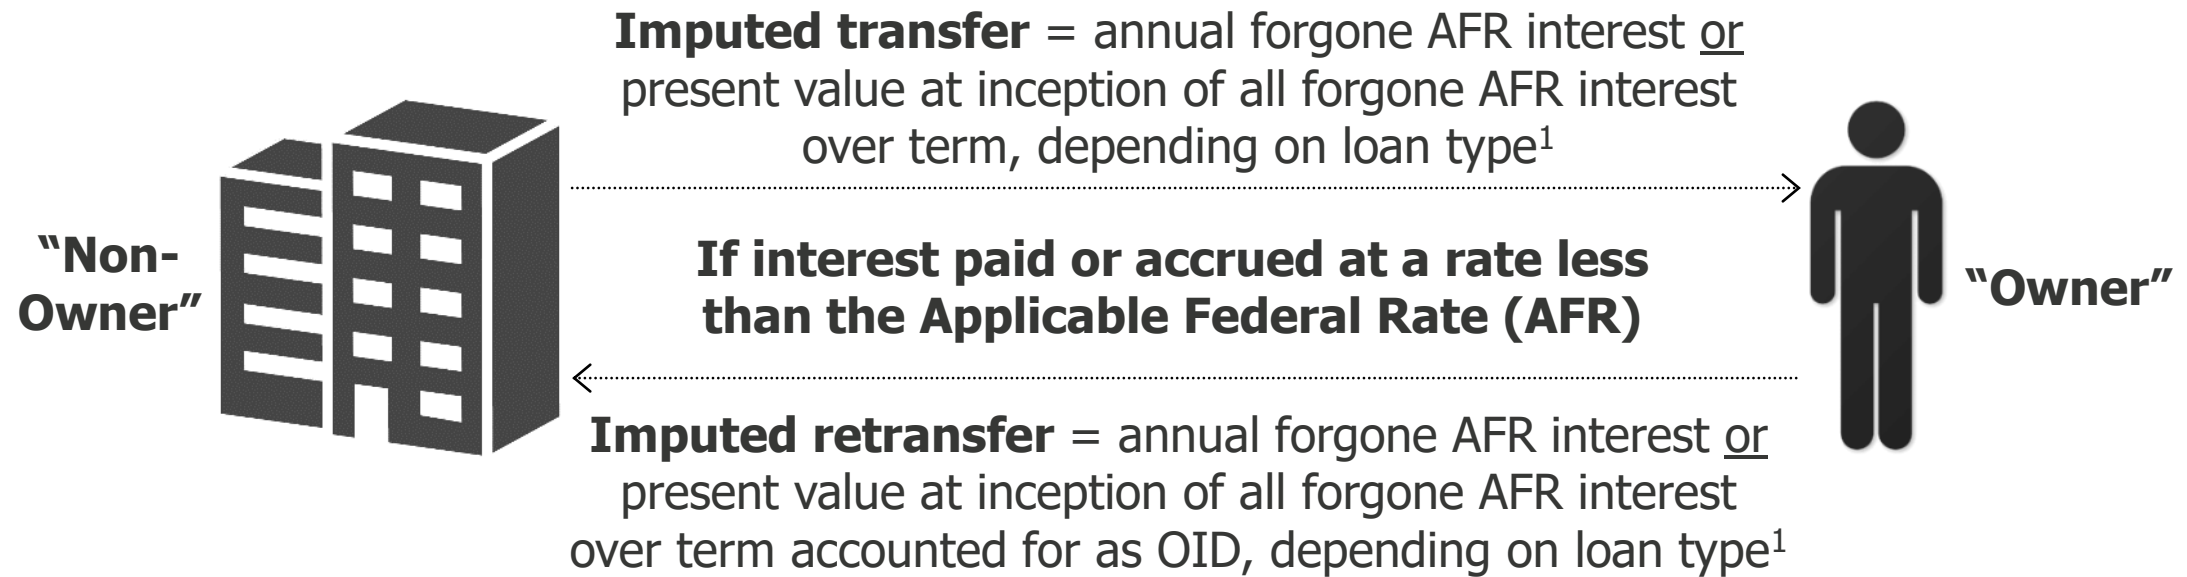 Imputed transfer = annual forgone AFR interest or
present value at inception of all forgone AFR interest
over term, depending on loan type¹
“Non-
Owner”
If interest paid or accrued at a rate less
than the Applicable Federal Rate (AFR)
“Owner”
Imputed retransfer = annual forgone AFR interest or
present value at inception of all forgone AFR interest
over term accounted for as OID, depending on loan type¹